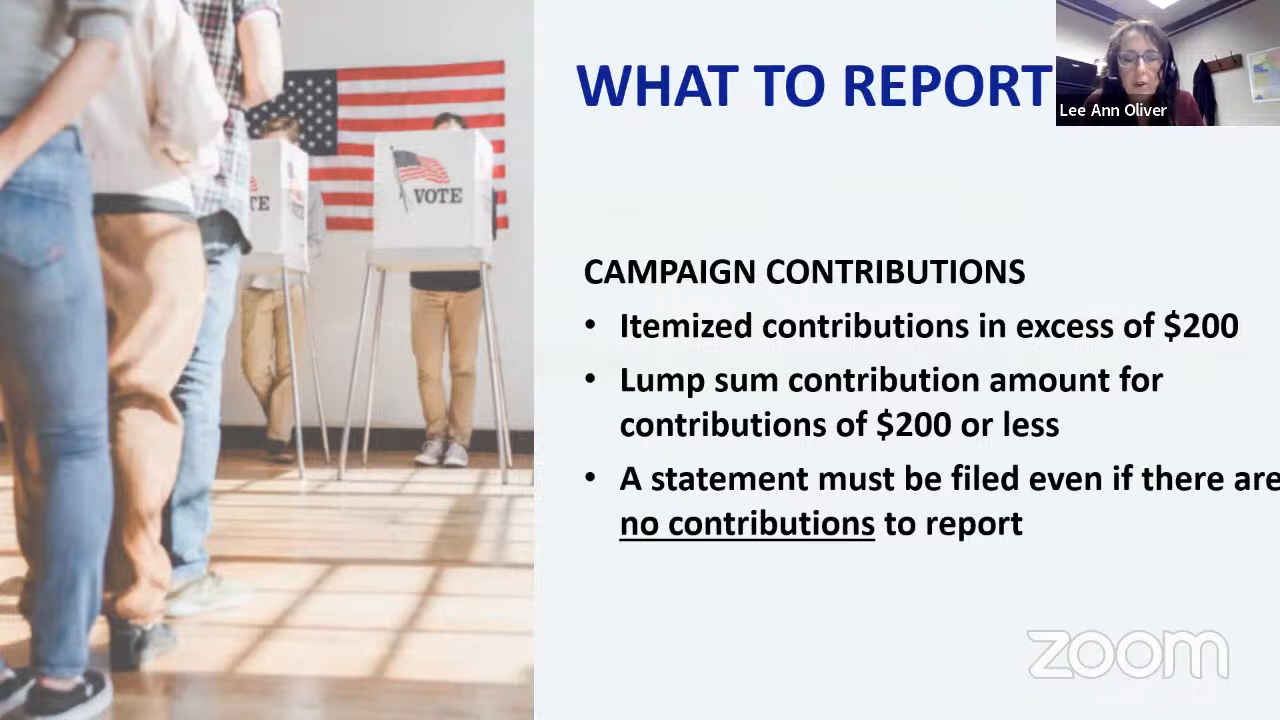 WHAT TO REPORT
Lee Ann Oliver
VOTE
TE
CAMPAIGN CONTRIBUTIONS
• Itemized contributions in excess of $200
• Lump sum contribution amount for
contributions of $200 or less
• A statement must be filed even if there are
no contributions to report
zoom